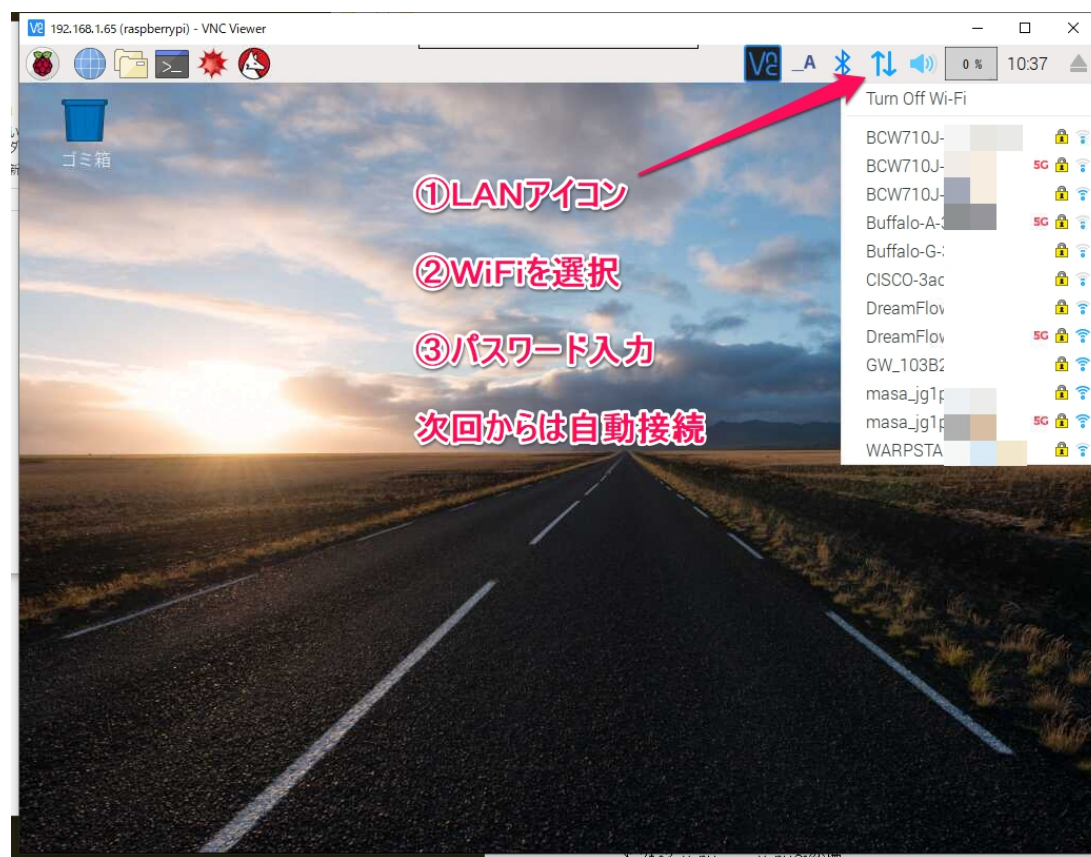 192.168.1.65 (raspberrypi) - VNC Viewer
_A
0 %
10:37
Turn Off Wi-Fi
BCW710J-
BCW710J-
5G
BCW710J-
Buffalo-A-
5G
Buffalo-G-
CISCO-3ac
DreamFlow
DreamFlow
5G
GW_103B2
masa_jg1p
masa_jg1p
5G
WARPSTA
ゴミ箱
①LANアイコン
②WiFiを選択
③パスワード入力
次回からは自動接続